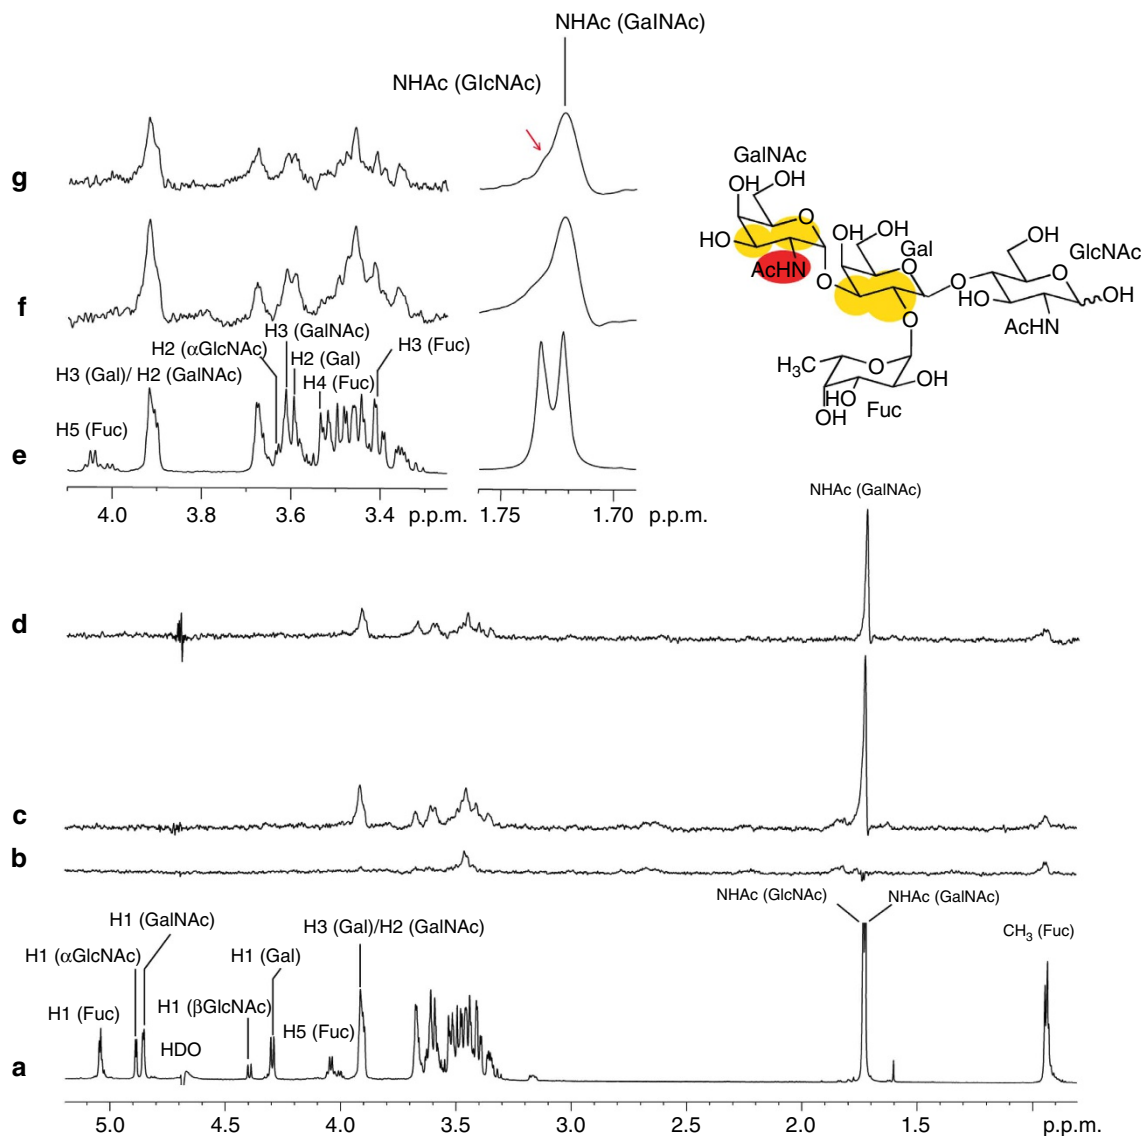 NHAc (GalNAc)
NHAc (GlcNAc)
g
f
H3 (GalNAc)
H2 (αGlcNAc)
H2 (Gal)
H3 (Fuc)
H3 (Gal)/ H2 (GalNAc)
H4 (Fuc)
H5 (Fuc)
e
4.0 3.8 3.6 3.4 p.p.m.
1.75 1.70 p.p.m.
GalNAc
OH OH
HO
AcHN
O
O
OH OH
Gal
O
O
O
OH
GlcNAc
O
HO
OH
AcHN
H3C
O
HO
OH
OH
Fuc
NHAc (GalNAc)
d
c
b
NHAc (GlcNAc)
NHAc (GalNAc)
H1 (GalNAc)
H3 (Gal)/H2 (GalNAc)
CH3 (Fuc)
H1 (αGlcNAc)
H1 (Gal)
H1 (βGlcNAc)
H1 (Fuc)
H5 (Fuc)
HDO
a
5.0 4.5 4.0 3.5 3.0 2.5 2.0 1.5 p.p.m.